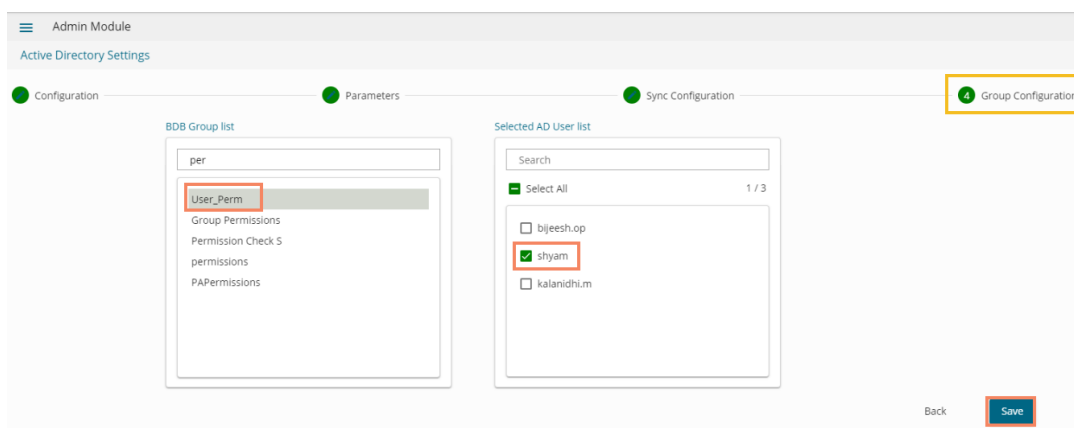 Admin Module
Active Directory Settings
Configuration
Parameters
Sync Configuration
4 Group Configuration
BDB Group list
Selected AD User list
per
Search
Select All 1 / 3
User_Perm
Group Permissions
Permission Check S
permissions
PAPermissions
bijeesh.op
shyam
kalanidhi.m
Back
Save